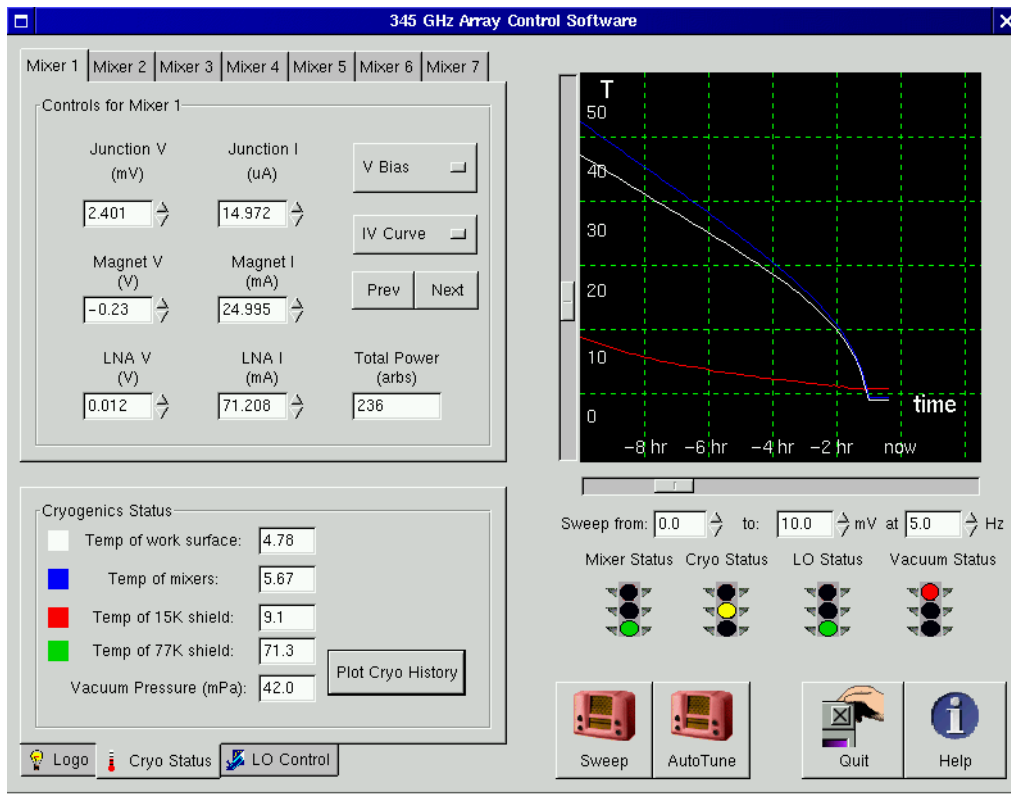 345 GHz Array Control Software
Mixer 1 Mixer 2 Mixer 3 Mixer 4 Mixer 5 Mixer 6 Mixer 7
Controls for Mixer 1
Junction V
(mV)
2.401
Junction I
(uA)
14.972
V Bias
IV Curve
Magnet V
(V)
-0.23
Magnet I
(mA)
24.995
Prev Next
LNA V
(V)
0.012
LNA I
(mA)
71.208
Total Power
(arbs)
236
T
50
40
30
20
10
0
time
-8 hr -6 hr -4 hr -2 hr now
Sweep from: 0.0 to: 10.0 mV at 5.0 Hz
Mixer Status Cryo Status LO Status Vacuum Status
Cryogenics Status
Temp of work surface: 4.78
Temp of mixers: 5.67
Temp of 15K shield: 9.1
Temp of 77K shield: 71.3
Vacuum Pressure (mPa): 42.0
Plot Cryo History
Logo Cryo Status LO Control
Sweep AutoTune Quit Help